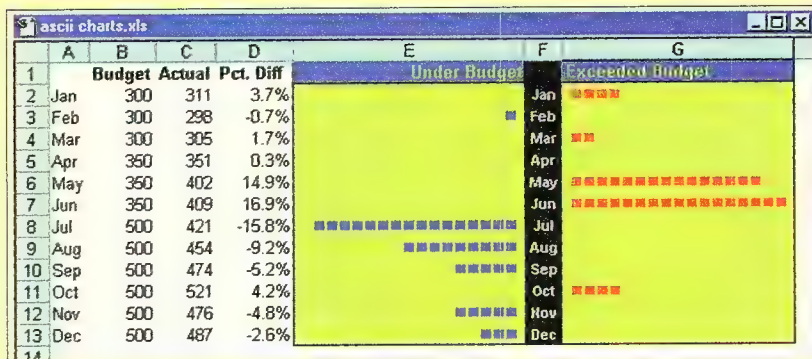 ascii charts.xls
A B C D E F G
1 Budget Actual Pct. Diff Under Budget Exceeded Budget
2 Jan 300 311 3.7% Jan
3 Feb 300 298 -0.7% Feb
4 Mar 300 305 1.7% Mar
5 Apr 350 351 0.3% Apr
6 May 350 402 14.9% May
7 Jun 350 409 16.9% Jun
8 Jul 500 421 -15.8% Jul
9 Aug 500 454 -9.2% Aug
10 Sep 500 474 -5.2% Sep
11 Oct 500 521 4.2% Oct
12 Nov 500 476 -4.8% Nov
13 Dec 500 487 -2.6% Dec
14